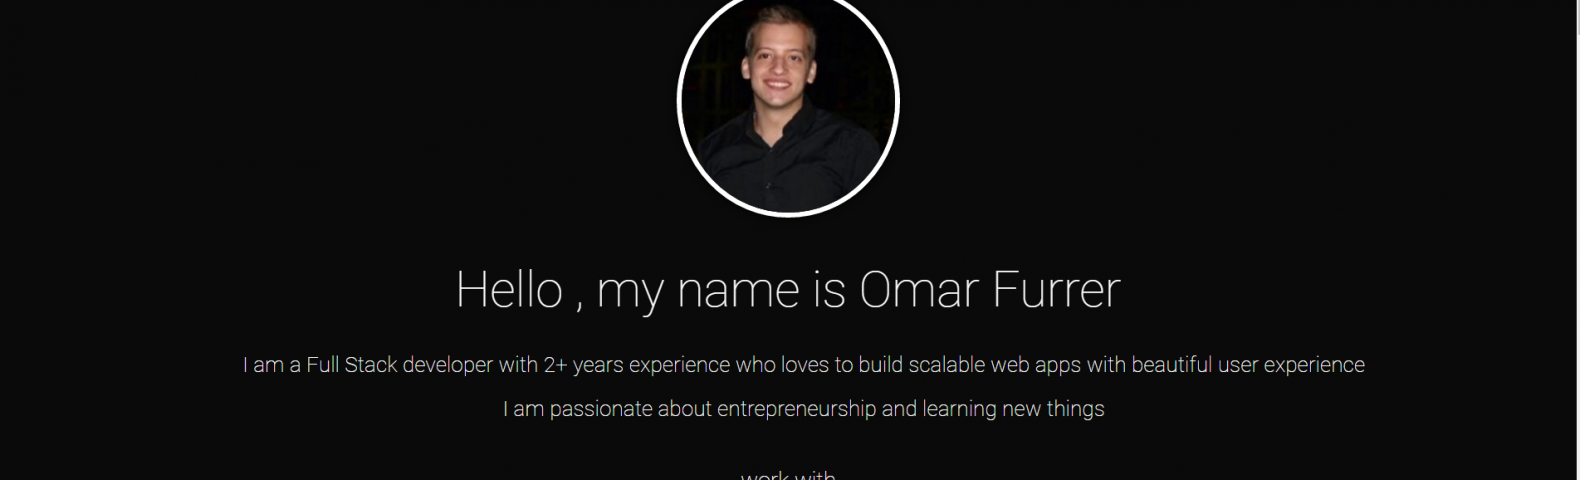 Hello , my name is Omar Furrer
I am a Full Stack developer with 2+ years experience who loves to build scalable web apps with beautiful user experience
I am passionate about entrepreneurship and learning new things
work with